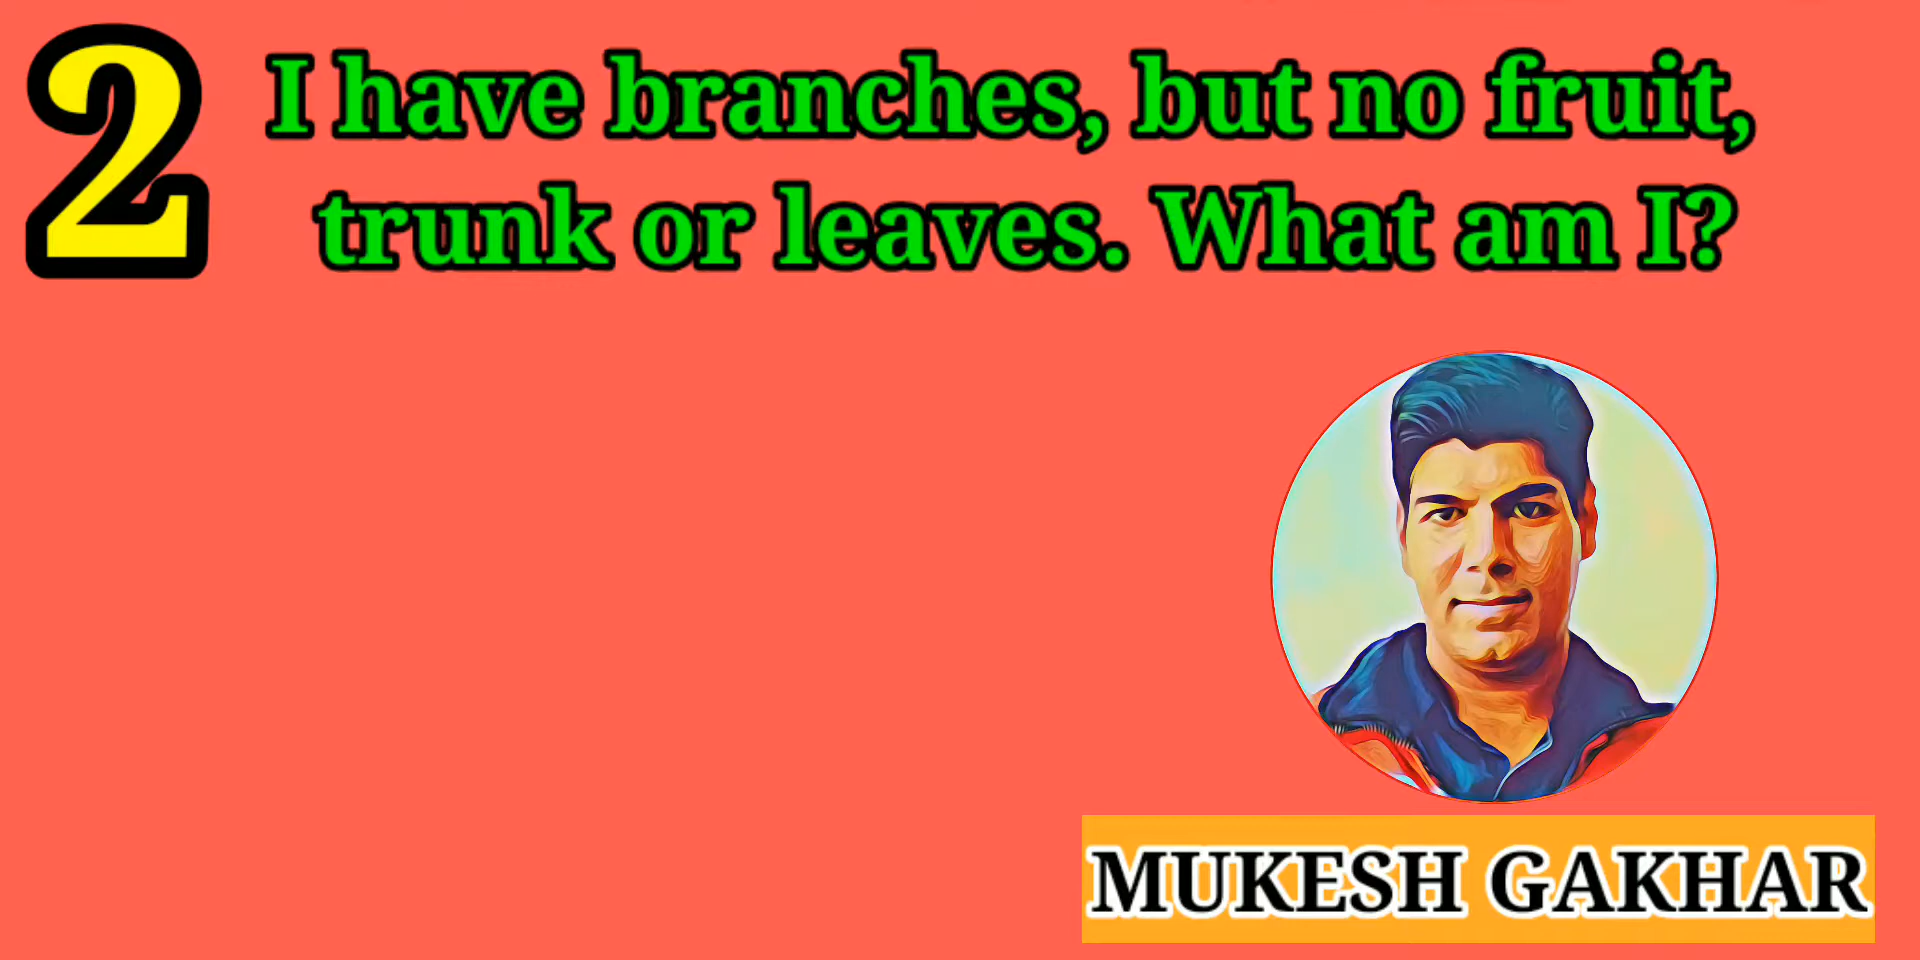 2
I have branches, but no fruit,
trunk or leaves. What am I?
MUKESH GAKHAR